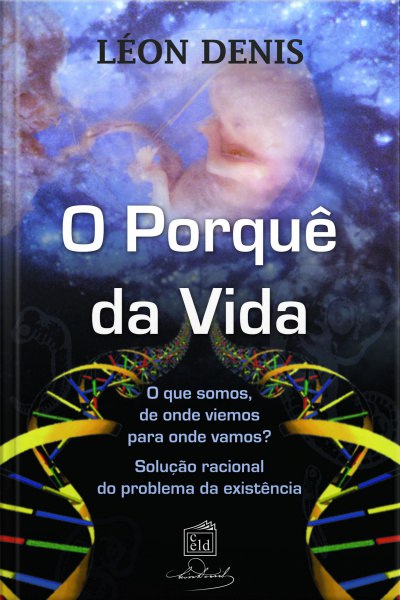 LÉON DENIS
O Porquê
da Vida
O que somos,
de onde viemos
para onde vamos?
Solução racional
do problema da existência
c
eld